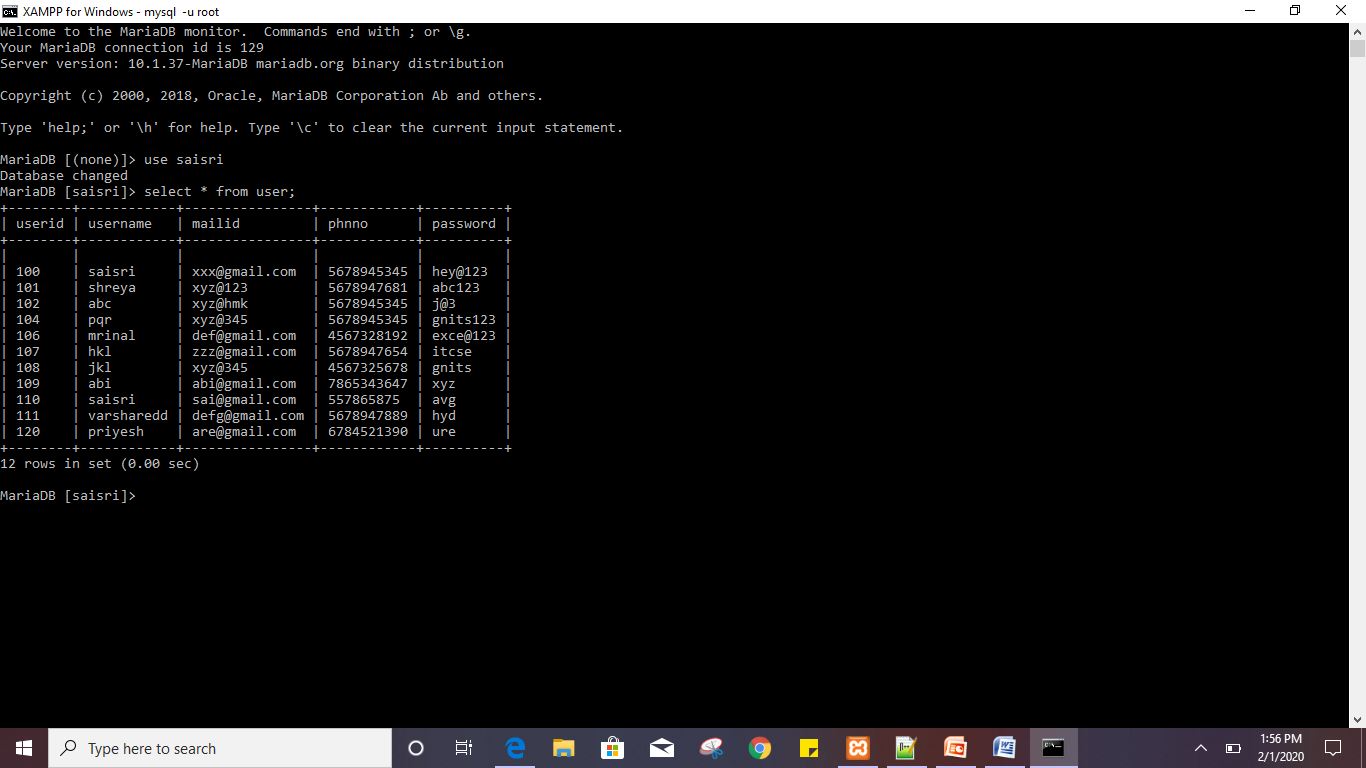 XAMPP for Windows - mysql  -u root
Welcome to the MariaDB monitor.  Commands end with ; or \g.
Your MariaDB connection id is 129
Server version: 10.1.37-MariaDB mariadb.org binary distribution
Copyright (c) 2000, 2018, Oracle, MariaDB Corporation Ab and others.
Type 'help;' or '\h' for help. Type '\c' to clear the current input statement.
MariaDB [(none)]> use saisri
Database changed
MariaDB [saisri]> select * from user;
+--------+------------+----------------+------------+----------+
| userid | username   | mailid         | phnno      | password |
+--------+------------+----------------+------------+----------+
|        |            |                |            |          |
| 100    | saisri     | xxx@gmail.com  | 5678945345 | hey@123  |
| 101    | shreya     | xyz@123        | 5678947681 | abc123   |
| 102    | abc        | xyz@hmk        | 5678945345 | j@3      |
| 104    | pqr        | xyz@345        | 5678945345 | gnits123 |
| 106    | mrinal     | def@gmail.com  | 4567328192 | exce@123 |
| 107    | hkl        | zzz@gmail.com  | 5678947654 | itcse    |
| 108    | jkl        | xyz@345        | 4567325678 | gnits    |
| 109    | abi        | abi@gmail.com  | 7865343647 | xyz      |
| 110    | saisri     | sai@gmail.com  | 557865875  | avg      |
| 111    | varsharedd | defg@gmail.com | 5678947889 | hyd      |
| 120    | priyesh    | are@gmail.com  | 6784521390 | ure      |
+--------+------------+----------------+------------+----------+
12 rows in set (0.00 sec)
MariaDB [saisri]>
Type here to search
1:56 PM
2/1/2020